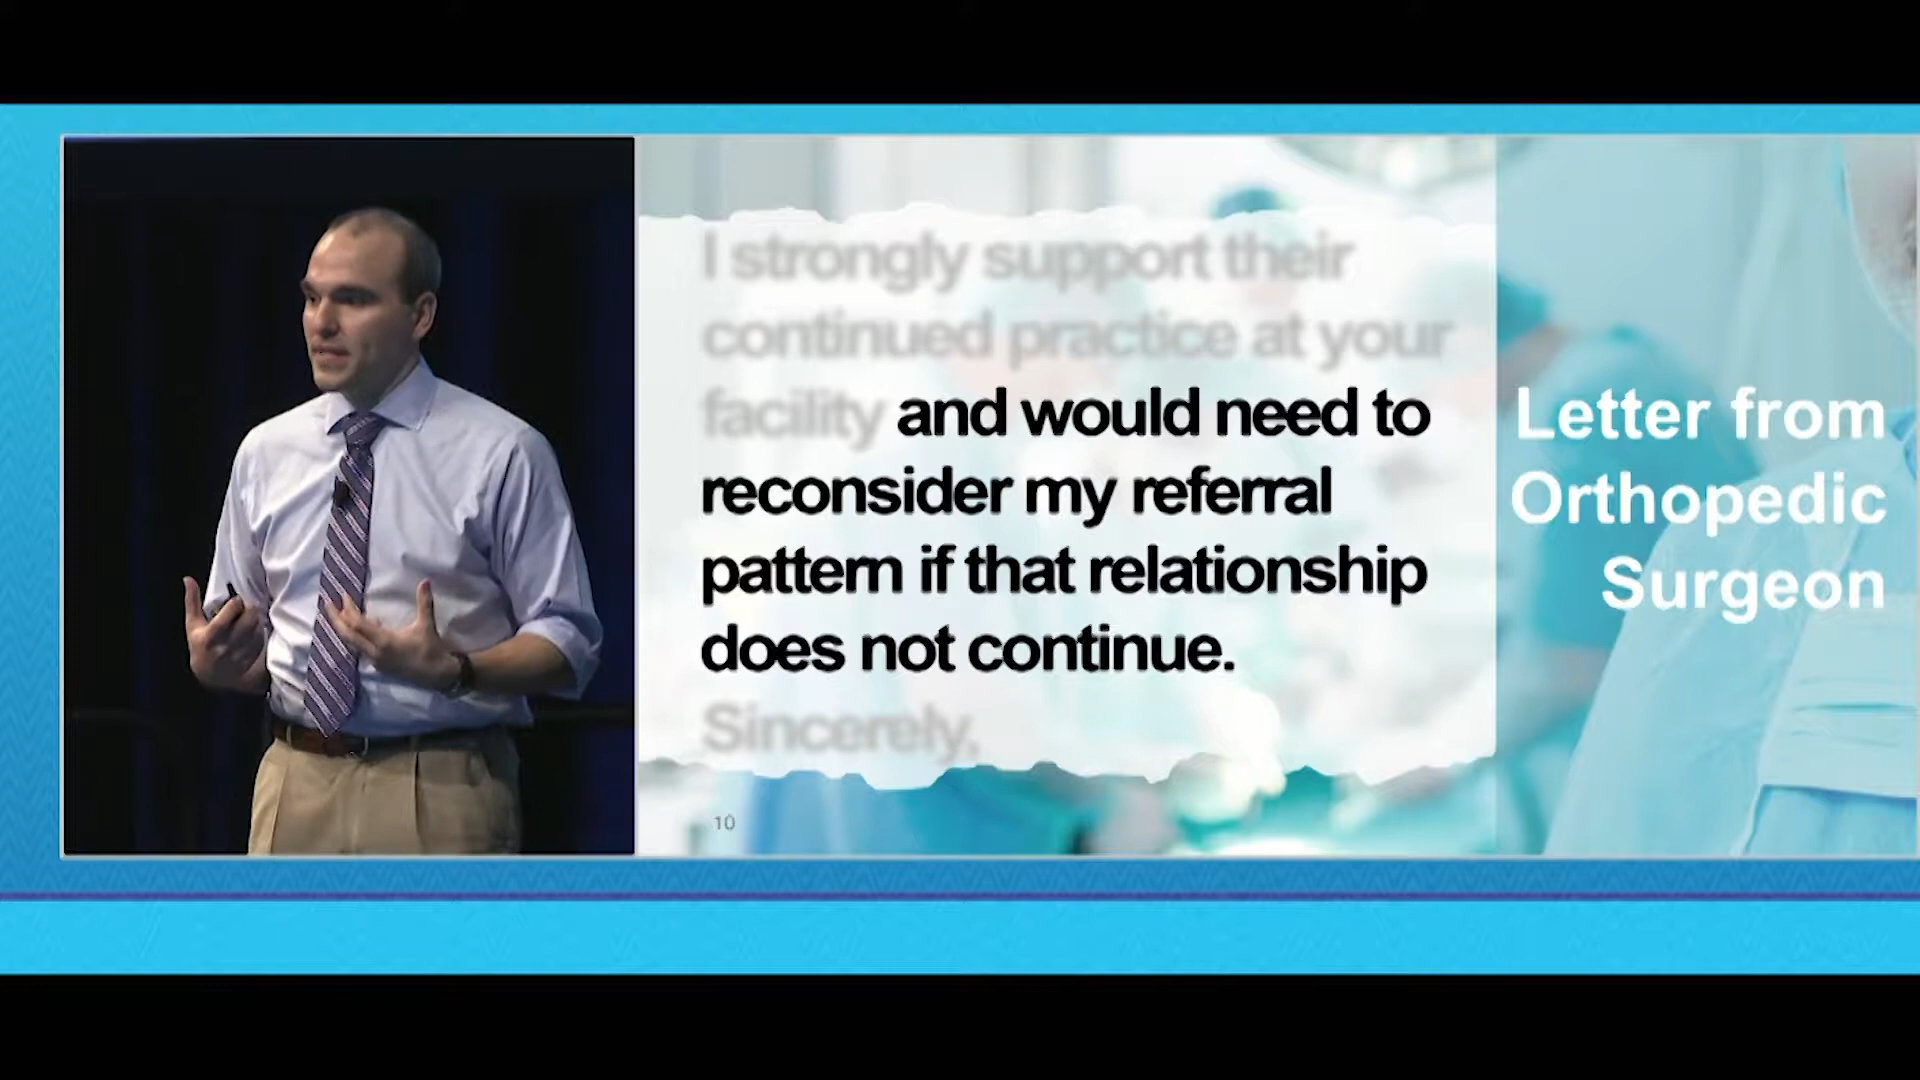 I strongly support their
continued practice at your
facility and would need to
reconsider my referral
pattern if that relationship
does not continue.
Sincerely,
10
Letter from
Orthopedic
Surgeon